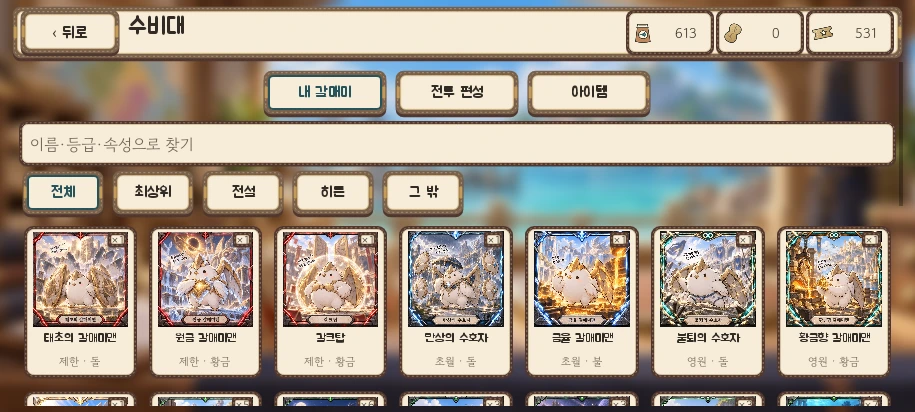 ‹ 뒤로
수비대
613
0
531
내 갈매미
전투 편성
아이템
이름·등급·속성으로 찾기
전체
최상위
전설
히든
그 밖
태초의 갈매미맨
제한 · 돌
원금 갈매미맨
제한 · 황금
갈크탑
제한 · 황금
만상의 수호자
초월 · 돌
금율 갈매미맨
초월 · 불
불퇴의 수호자
영원 · 돌
황금향 갈매미맨
영원 · 황금